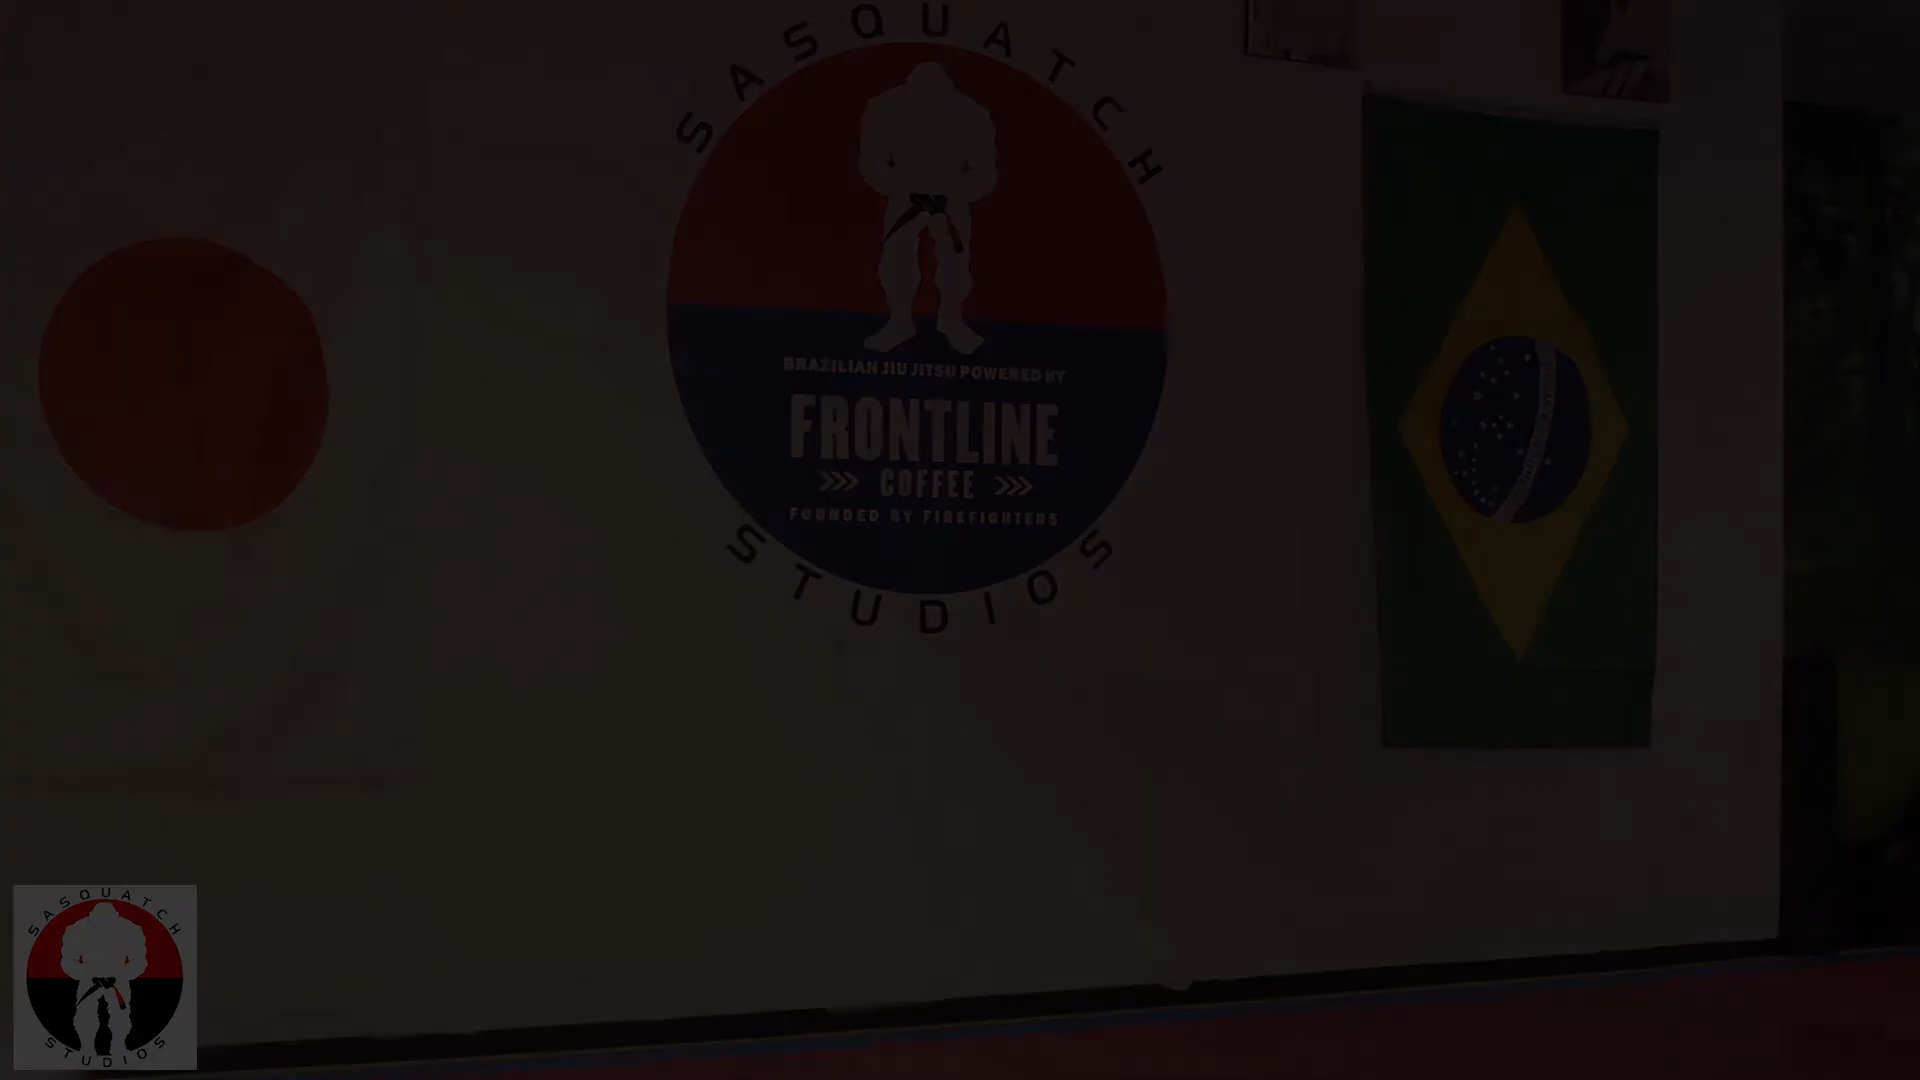 SASQUATCH
BRAZILIAN JIU JITSU POWERED BY
FRONTLINE
>>> COFFEE >>>
FOUNDED BY FIREFIGHTERS
STUDIOS
SASQUATCH
STUDIOS